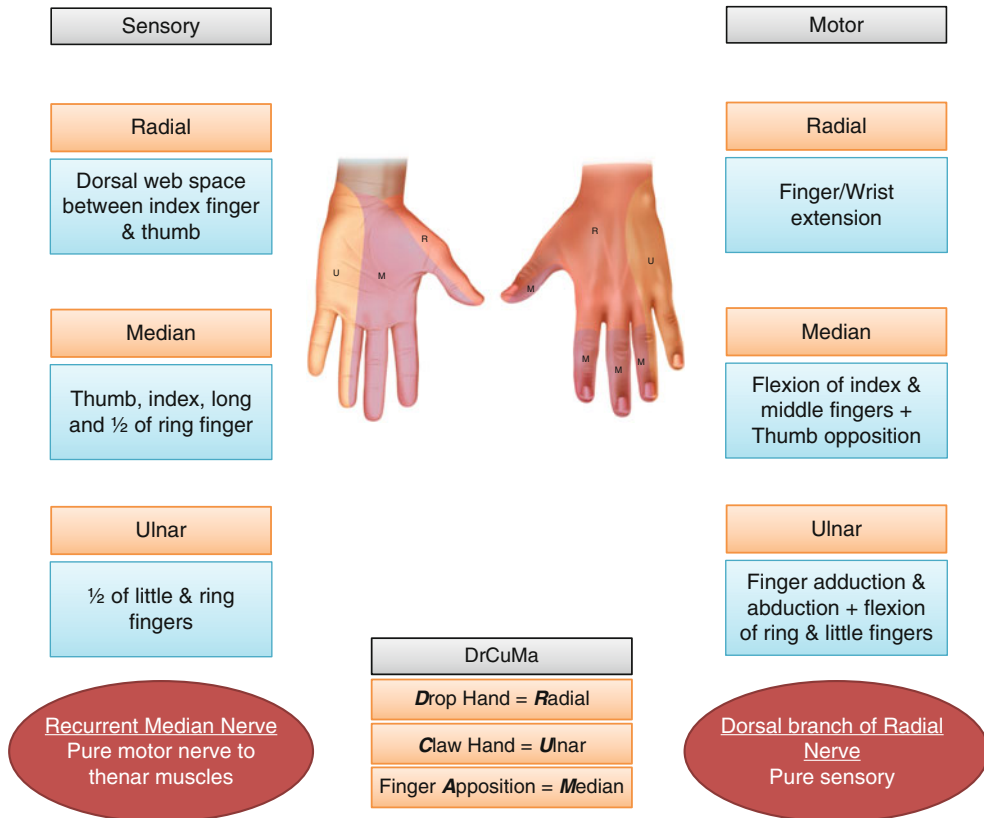 Sensory
Radial
Dorsal web space
between index finger
& thumb
Median
Thumb, index, long
and ½ of ring finger
Ulnar
½ of little & ring
fingers
Recurrent Median Nerve
Pure motor nerve to
thenar muscles
R
U
M
R
U
M
M
M
M
DrCuMa
Drop Hand = Radial
Claw Hand = Ulnar
Finger Apposition = Median
Motor
Radial
Finger/Wrist
extension
Median
Flexion of index &
middle fingers +
Thumb opposition
Ulnar
Finger adduction &
abduction + flexion
of ring & little fingers
Dorsal branch of Radial
Nerve
Pure sensory